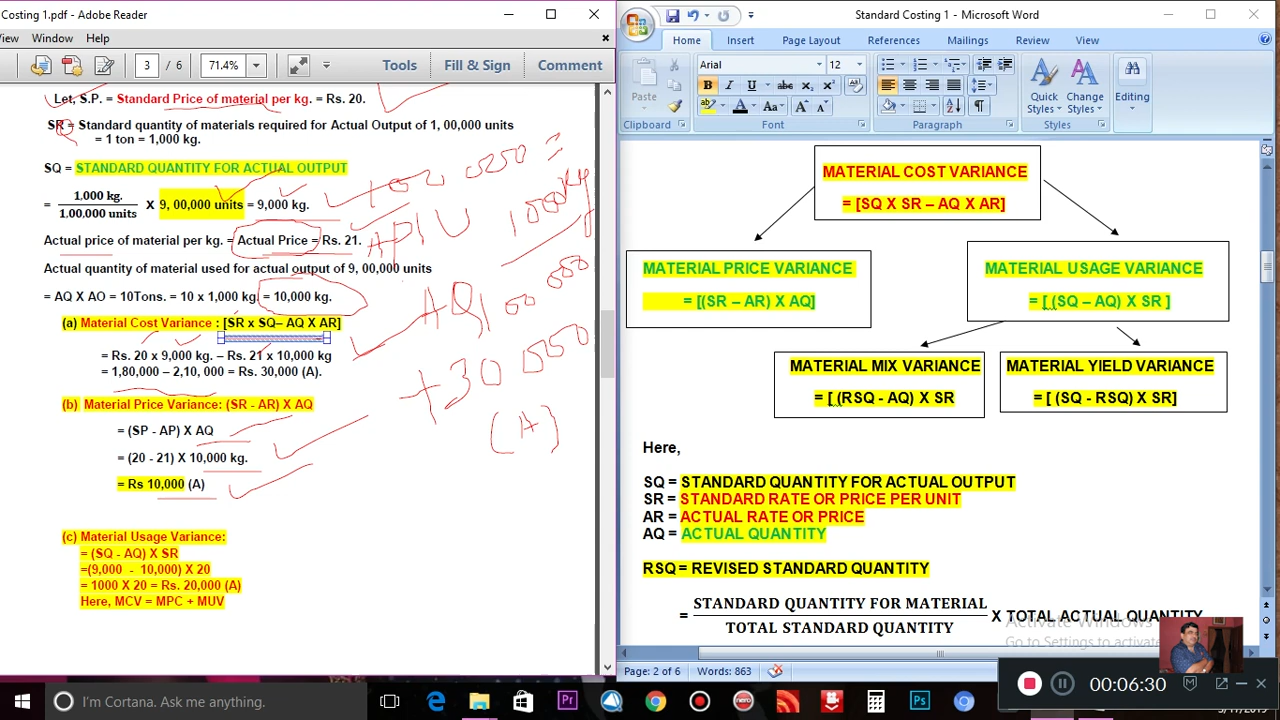 Costing 1.pdf - Adobe Reader
View Window Help
3 / 6 71.4% Tools Fill & Sign Comment
Let, S.P. = Standard Price of material per kg. = Rs. 20.
SR = Standard quantity of materials required for Actual Output of 1, 00,000 units
= 1 ton = 1,000 kg.
SQ = STANDARD QUANTITY FOR ACTUAL OUTPUT
1,000 kg.
= X 9, 00,000 units = 9,000 kg.
1,00,000 units
Actual price of material per kg. = Actual Price = Rs. 21.
Actual quantity of material used for actual output of 9, 00,000 units
= AQ X AO = 10Tons. = 10 x 1,000 kg. = 10,000 kg.
(a) Material Cost Variance : [SR x SQ– AQ X AR]
= Rs. 20 x 9,000 kg. – Rs. 21 x 10,000 kg
= 1,80,000 – 2,10, 000 = Rs. 30,000 (A).
(b) Material Price Variance: (SR - AR) X AQ
= (SP - AP) X AQ
= (20 - 21) X 10,000 kg.
= Rs 10,000 (A)
(c) Material Usage Variance:
= (SQ - AQ) X SR
=(9,000 - 10,000) X 20
= 1000 X 20 = Rs. 20,000 (A)
Here, MCV = MPC + MUV
AP
1000 kg
AQ
(A)
Standard Costing 1 - Microsoft Word
Home Insert Page Layout References Mailings Review View
Arial 12
Paste
Quick Styles
Change Styles
Editing
Clipboard Font Paragraph Styles
MATERIAL COST VARIANCE
= [SQ X SR – AQ X AR]
MATERIAL PRICE VARIANCE
= [(SR – AR) X AQ]
MATERIAL USAGE VARIANCE
= [ (SQ – AQ) X SR ]
MATERIAL MIX VARIANCE
= [ (RSQ - AQ) X SR
MATERIAL YIELD VARIANCE
= [ (SQ - RSQ) X SR]
Here,
SQ = STANDARD QUANTITY FOR ACTUAL OUTPUT
SR = STANDARD RATE OR PRICE PER UNIT
AR = ACTUAL RATE OR PRICE
AQ = ACTUAL QUANTITY
RSQ = REVISED STANDARD QUANTITY
STANDARD QUANTITY FOR MATERIAL
= X TOTAL ACTUAL QUANTITY
TOTAL STANDARD QUANTITY
Activate Windows
Go to Settings to activate
Page: 2 of 6 Words: 863
00:06:30
I'm Cortana. Ask me anything.